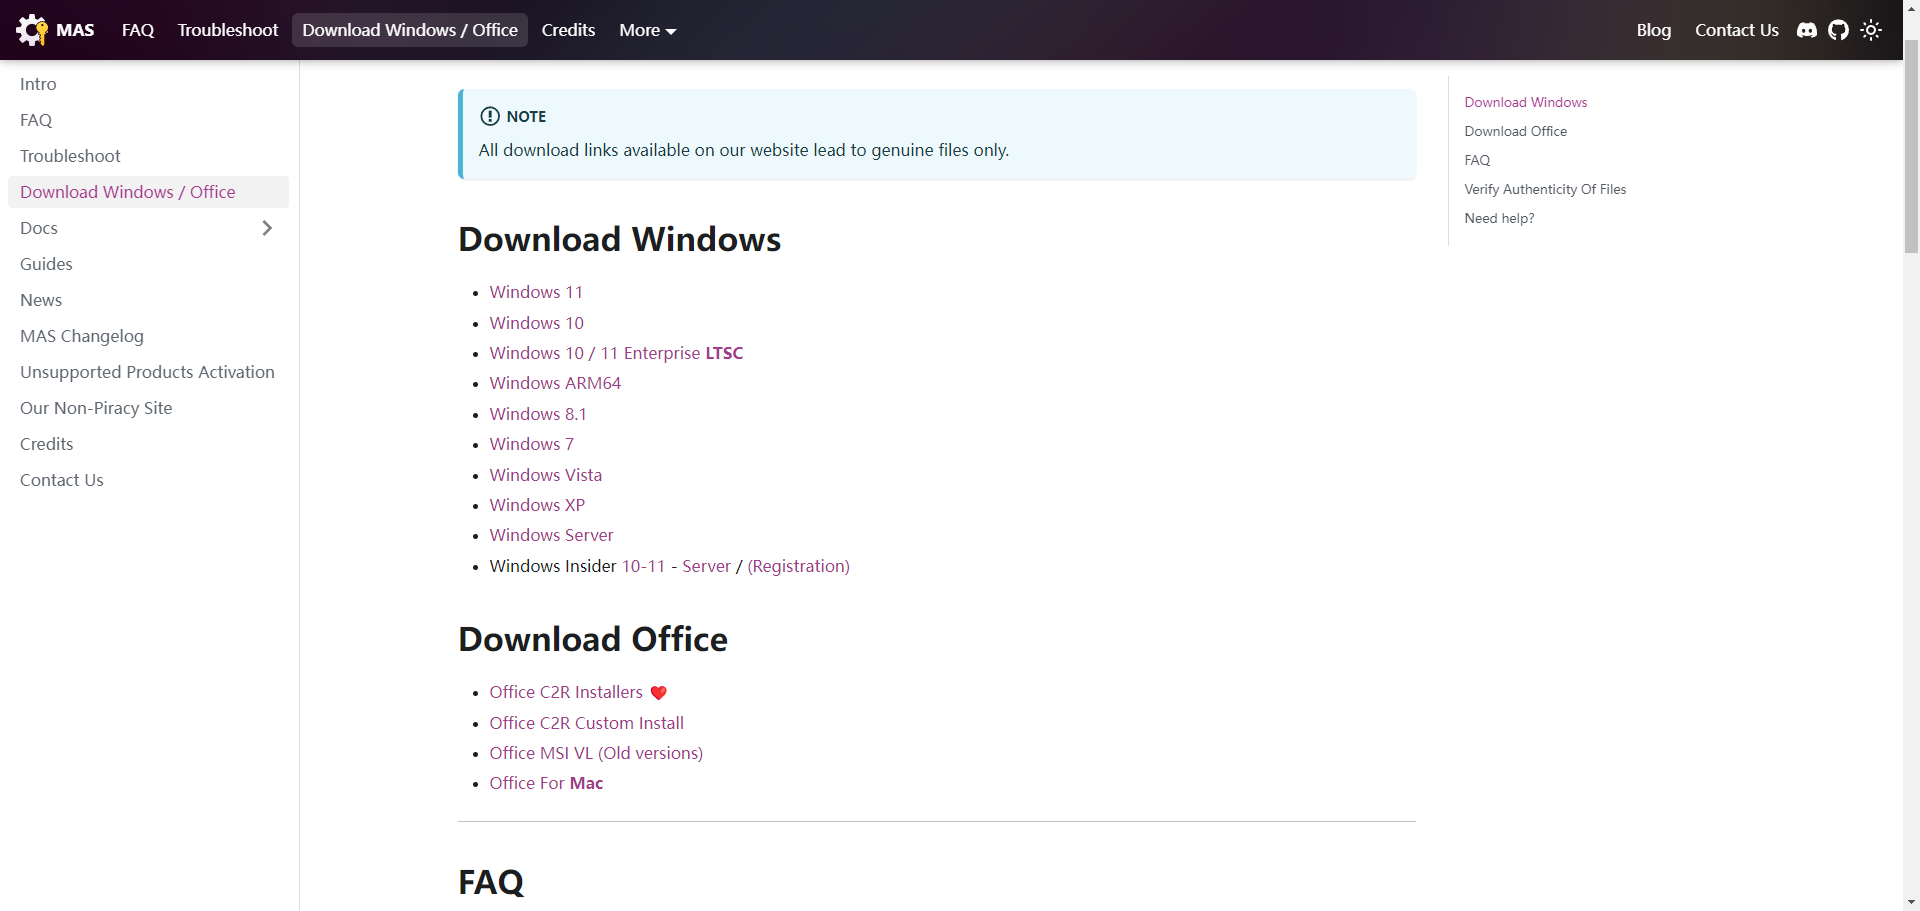 MAS FAQ Troubleshoot Download Windows / Office Credits More Blog Contact Us
Intro
FAQ
Troubleshoot
Download Windows / Office
Docs
Guides
News
MAS Changelog
Unsupported Products Activation
Our Non-Piracy Site
Credits
Contact Us
NOTE
All download links available on our website lead to genuine files only.
Download Windows
Windows 11
Windows 10
Windows 10 / 11 Enterprise LTSC
Windows ARM64
Windows 8.1
Windows 7
Windows Vista
Windows XP
Windows Server
Windows Insider 10-11 - Server / (Registration)
Download Office
Office C2R Installers ❤️
Office C2R Custom Install
Office MSI VL (Old versions)
Office For Mac
FAQ
Download Windows
Download Office
FAQ
Verify Authenticity Of Files
Need help?